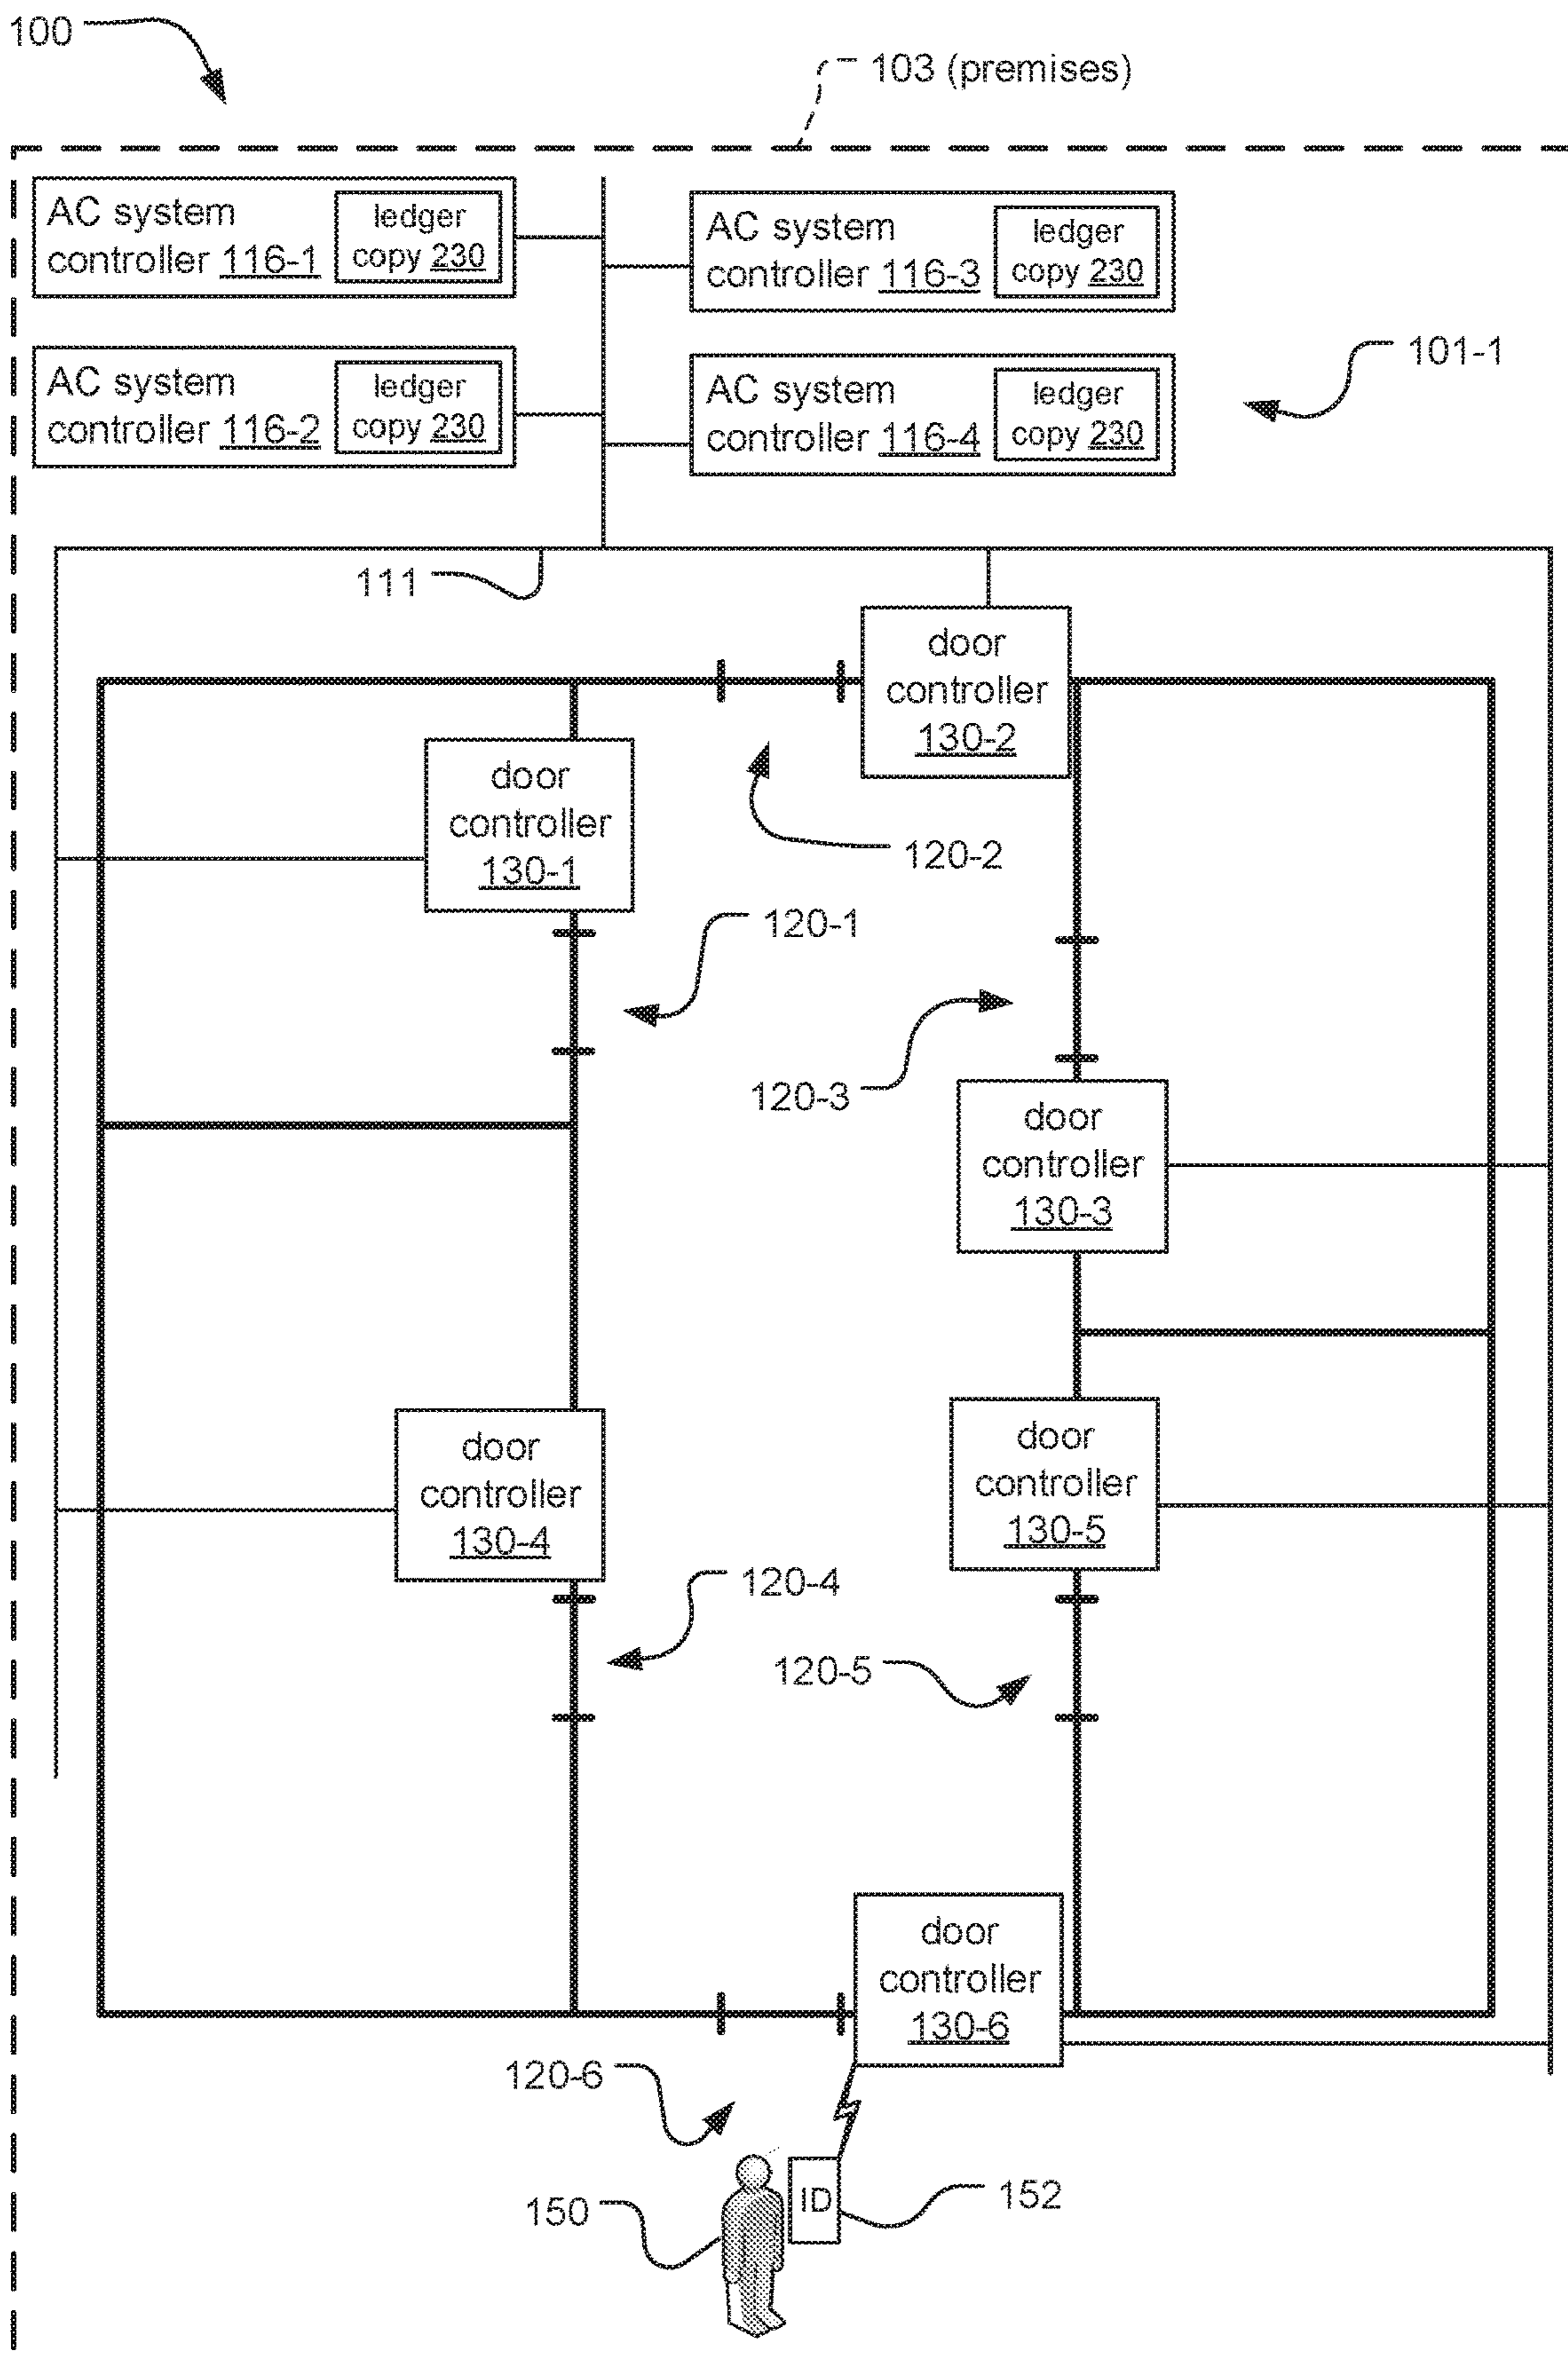 100
103 (premises)
AC system
controller 116-1
ledger
copy 230
AC system
controller 116-3
ledger
copy 230
AC system
controller 116-2
ledger
copy 230
AC system
controller 116-4
ledger
copy 230
101-1
111
door
controller
130-2
door
controller
130-1
120-2
120-1
120-3
door
controller
130-3
door
controller
130-4
door
controller
130-5
120-4
120-5
door
controller
130-6
120-6
150
ID
152